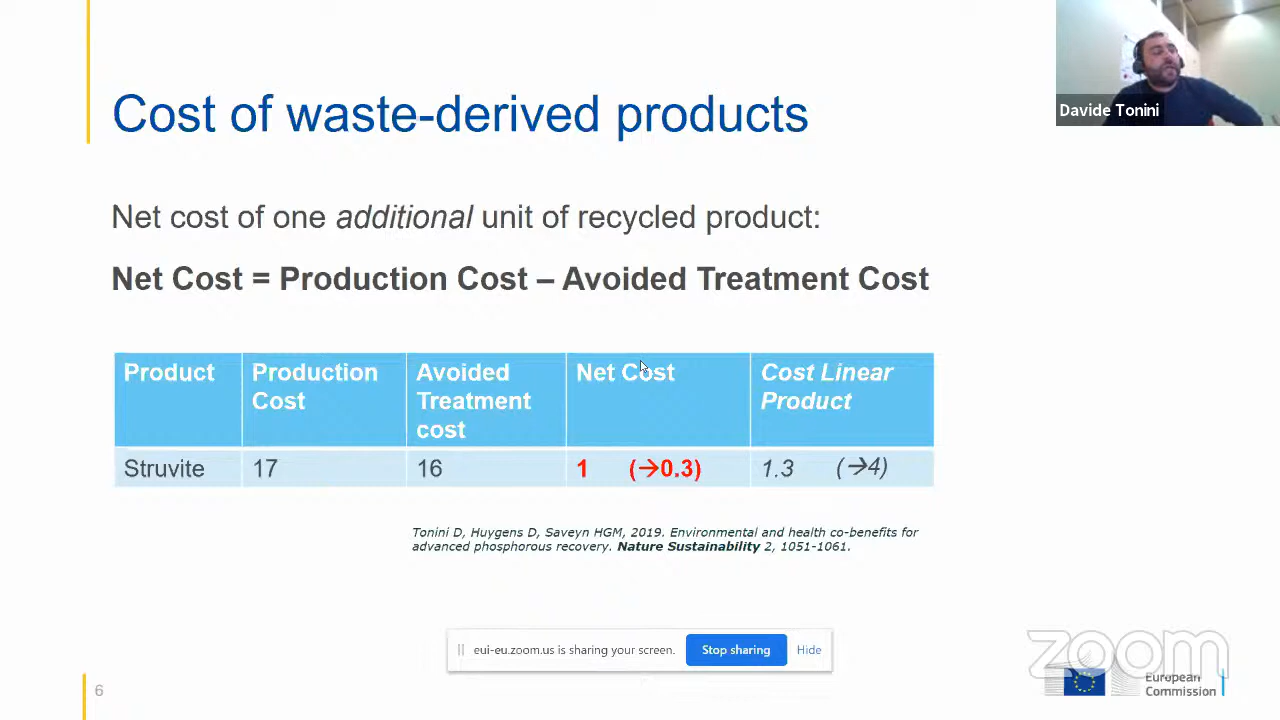 Davide Tonini
Cost of waste-derived products
Net cost of one additional unit of recycled product:
Net Cost = Production Cost – Avoided Treatment Cost
Product
Production
Cost
Avoided
Treatment
cost
Net Cost
Cost Linear
Product
Struvite
17
16
1 (→0.3)
1.3 (→4)
Tonini D, Huygens D, Saveyn HGM, 2019. Environmental and health co-benefits for
advanced phosphorous recovery. Nature Sustainability 2, 1051-1061.
eui-eu.zoom.us is sharing your screen.
Stop sharing
Hide
zoom
European
Commission
6